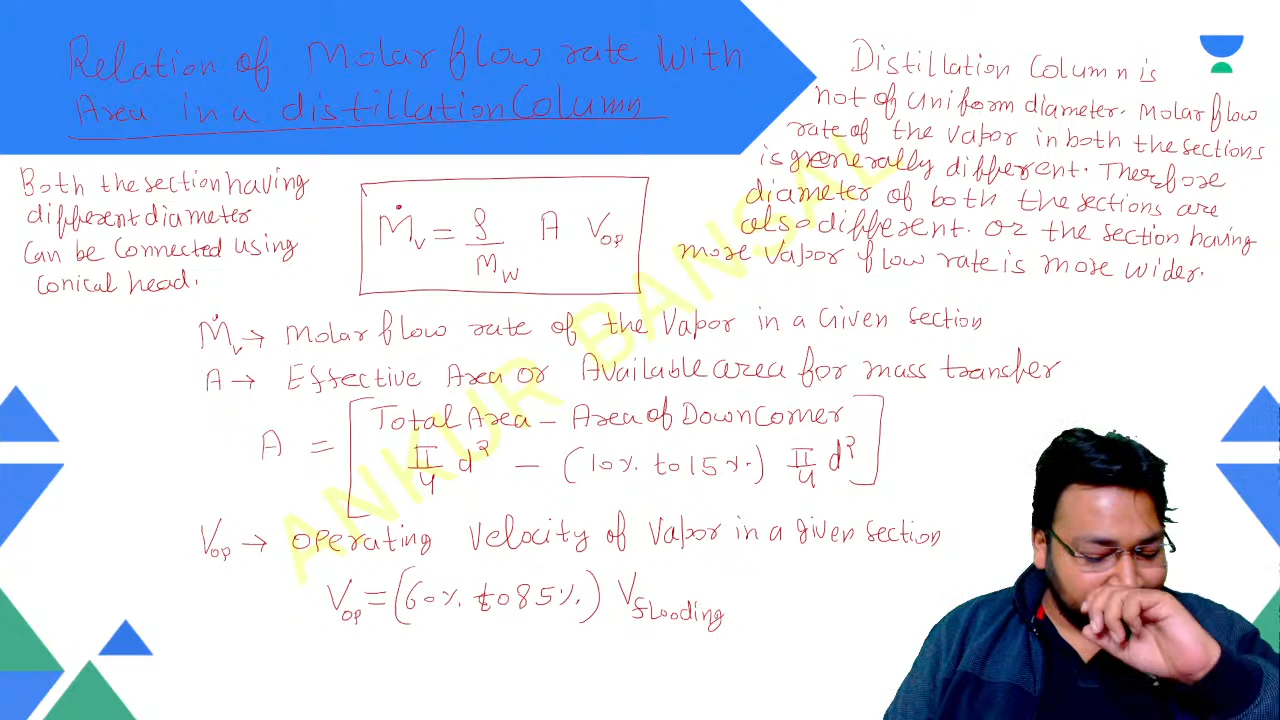 Relation of Molar flow rate with
Area in a distillation Column
Distillation Column is
not of uniform diameter. Molar flow
rate of the vapor in both the sections
is generally different. Therefore
diameter of both the sections are
also different. or the section having
more vapor flow rate is more wider.
Both the section having
different diameter
Can be Connected using
Conical head.
Ṁv = ρ/Mw A Vop
Ṁv → Molar flow rate of the Vapor in a Given section
A → Effective Area or Available area for mass transfer
A = [Total Area - Area of DownComer
π/4 d² - (10% to 15%) π/4 d²]
Vop → Operating Velocity of Vapor in a given section
Vop = (60% to 85%) Vflooding
ANKUR BANSAL